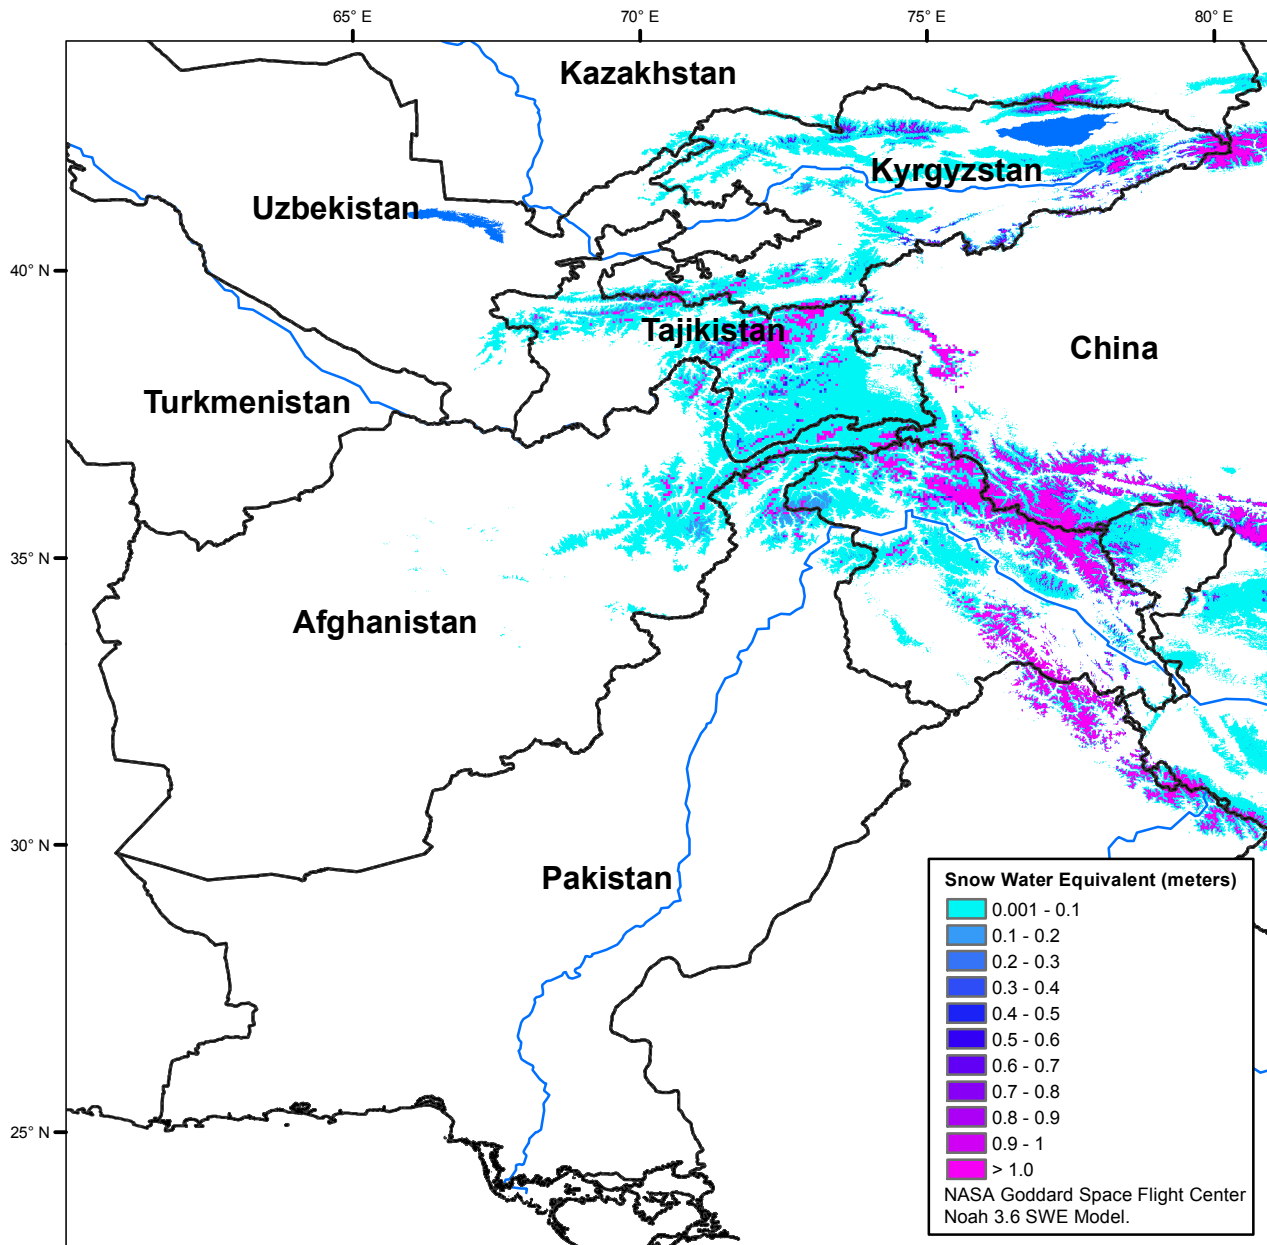 65° E
70° E
75° E
80° E
Kazakhstan
Kyrgyzstan
Uzbekistan
40° N
Tajikistan
China
Turkmenistan
35° N
Afghanistan
30° N
Pakistan
25° N
Snow Water Equivalent (meters)
0.001 - 0.1
0.1 - 0.2
0.2 - 0.3
0.3 - 0.4
0.4 - 0.5
0.5 - 0.6
0.6 - 0.7
0.7 - 0.8
0.8 - 0.9
0.9 - 1
> 1.0
NASA Goddard Space Flight Center
Noah 3.6 SWE Model.